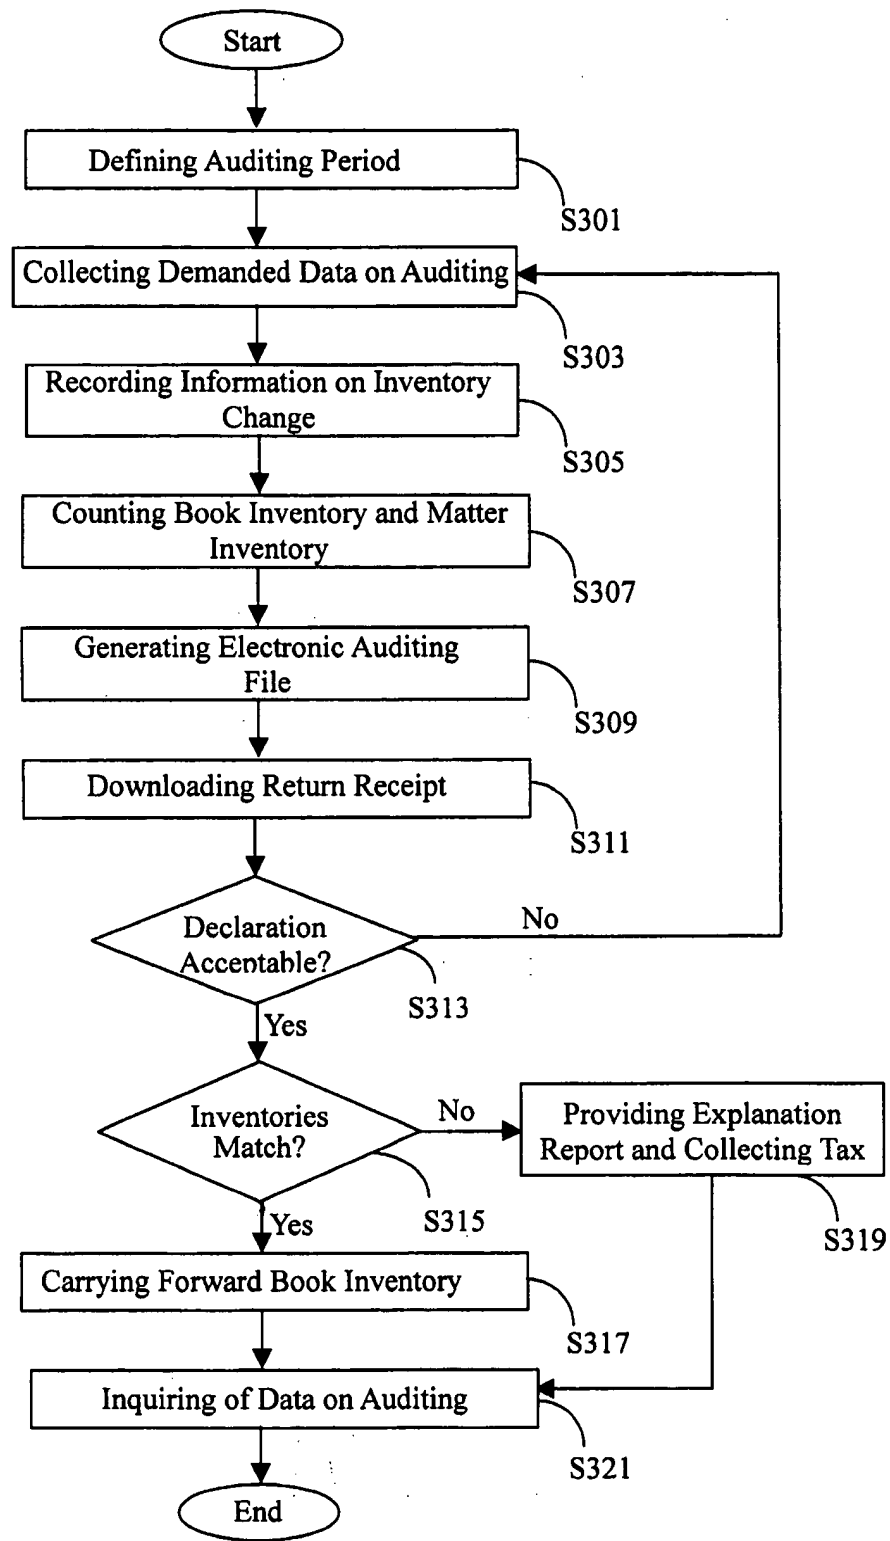 Start
Defining Auditing Period
S301
Collecting Demanded Data on Auditing
S303
Recording Information on Inventory
Change
S305
Counting Book Inventory and Matter
Inventory
S307
Generating Electronic Auditing
File
S309
Downloading Return Receipt
S311
Declaration
Acceptable?
No
S313
Yes
Inventories
Match?
No
Providing Explanation
Report and Collecting Tax
S315
S319
Yes
Carrying Forward Book Inventory
S317
Inquiring of Data on Auditing
S321
End